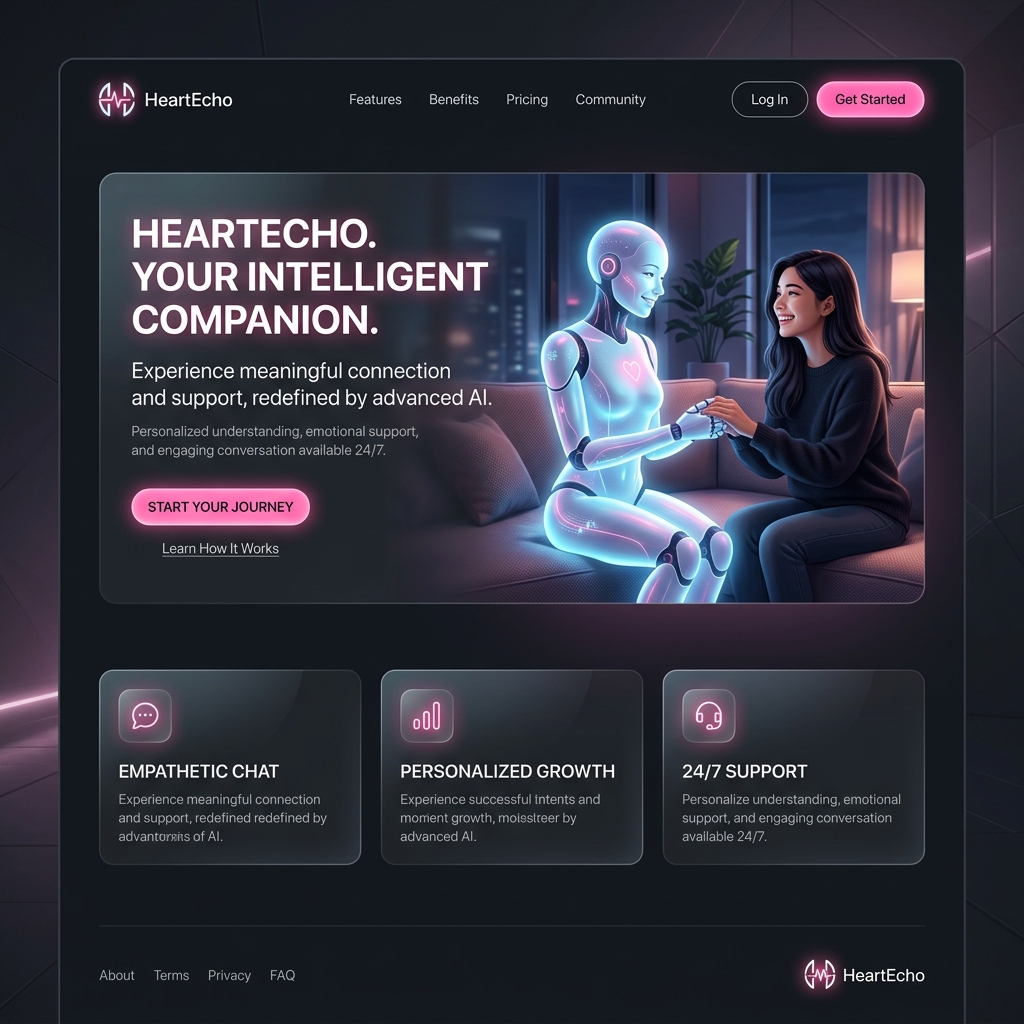 HeartEcho
Features Benefits Pricing Community
Log In
Get Started
HEARTECHO.
YOUR INTELLIGENT
COMPANION.
Experience meaningful connection
and support, redefined by advanced AI.
Personalized understanding, emotional support,
and engaging conversation available 24/7.
START YOUR JOURNEY
Learn How It Works
EMPATHETIC CHAT
Experience meaningful connection
and support, redefined redefined by
of AI.
PERSONALIZED GROWTH
Experience successful Intents and
moment growth, by
advanced AI.
24/7 SUPPORT
Personalize understanding, emotional
support, and engaging conversation
available 24/7.
About Terms Privacy FAQ
HeartEcho